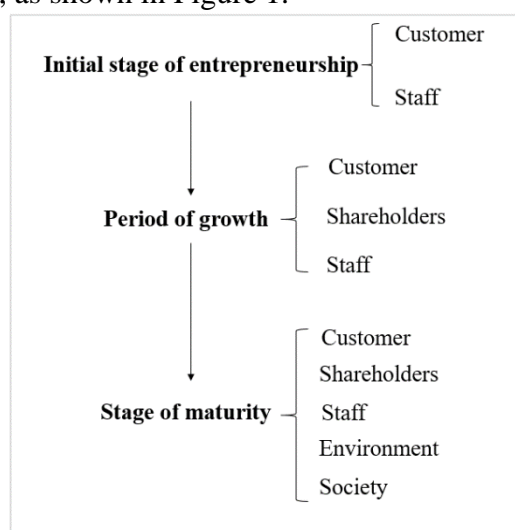 , as shown in Figure 1.
Customer
Initial stage of entrepreneurship
Staff
Customer
Period of growth
Shareholders
Staff
Customer
Shareholders
Stage of maturity
Staff
Environment
Society